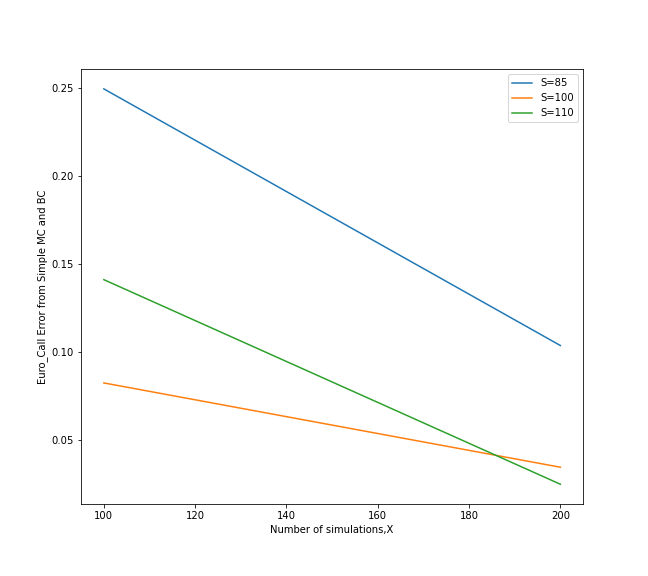 S=85
S=100
S=110
0.25
0.20
0.15
0.10
0.05
Euro_Call Error from Simple MC and BC
100 120 140 160 180 200
Number of simulations,X